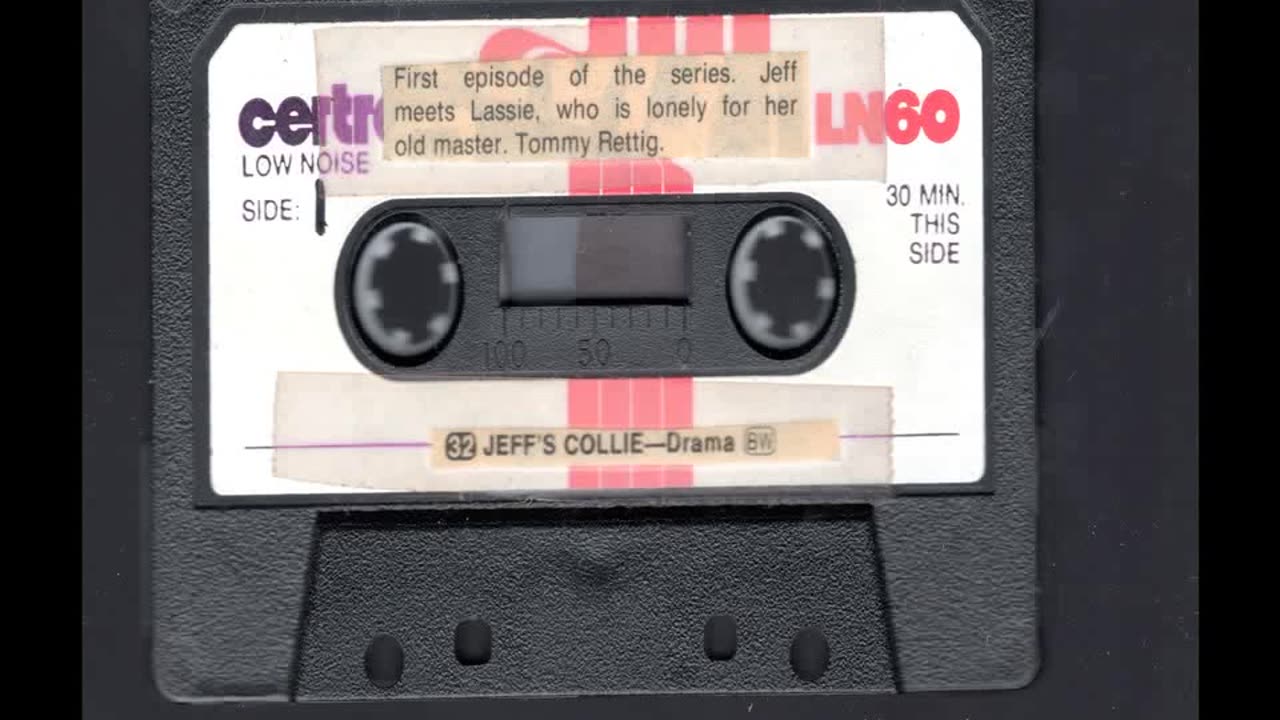 First episode of the series. Jeff
meets Lassie, who is lonely for her
old master. Tommy Rettig.
LN60
LOW NOISE
SIDE: 1
30 MIN.
THIS
SIDE
100 50 0
32 JEFF'S COLLIE—Drama BW